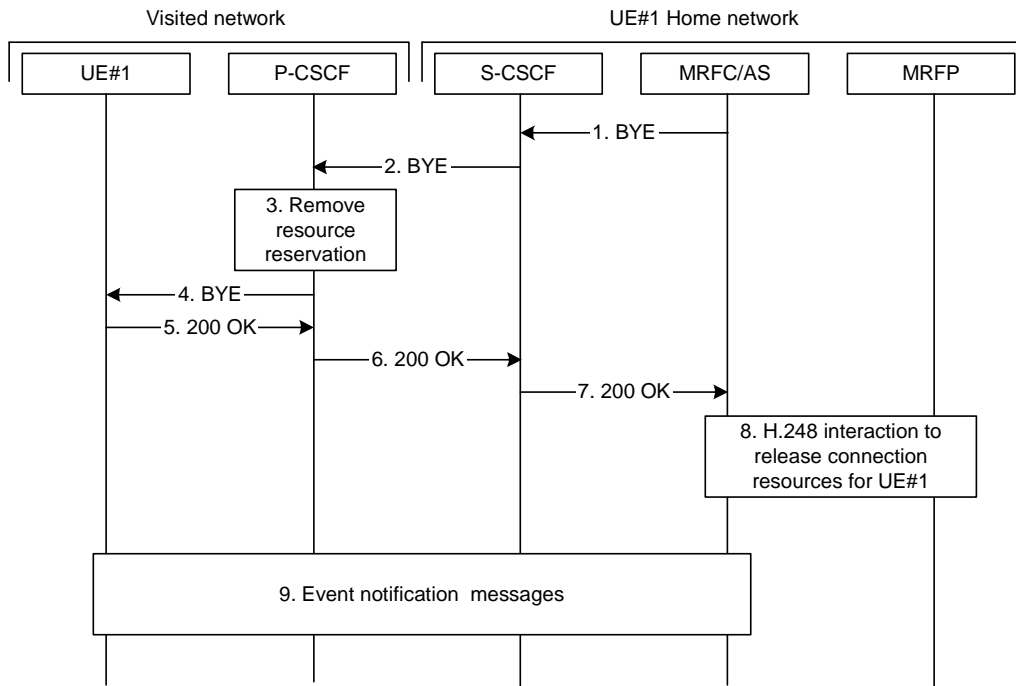 Visited network
UE#1 Home network
UE#1
P-CSCF
S-CSCF
MRFC/AS
MRFP
1. BYE
2. BYE
3. Remove
resource
reservation
4. BYE
5. 200 OK
6. 200 OK
7. 200 OK
8. H.248 interaction to
release connection
resources for UE#1
9. Event notification messages